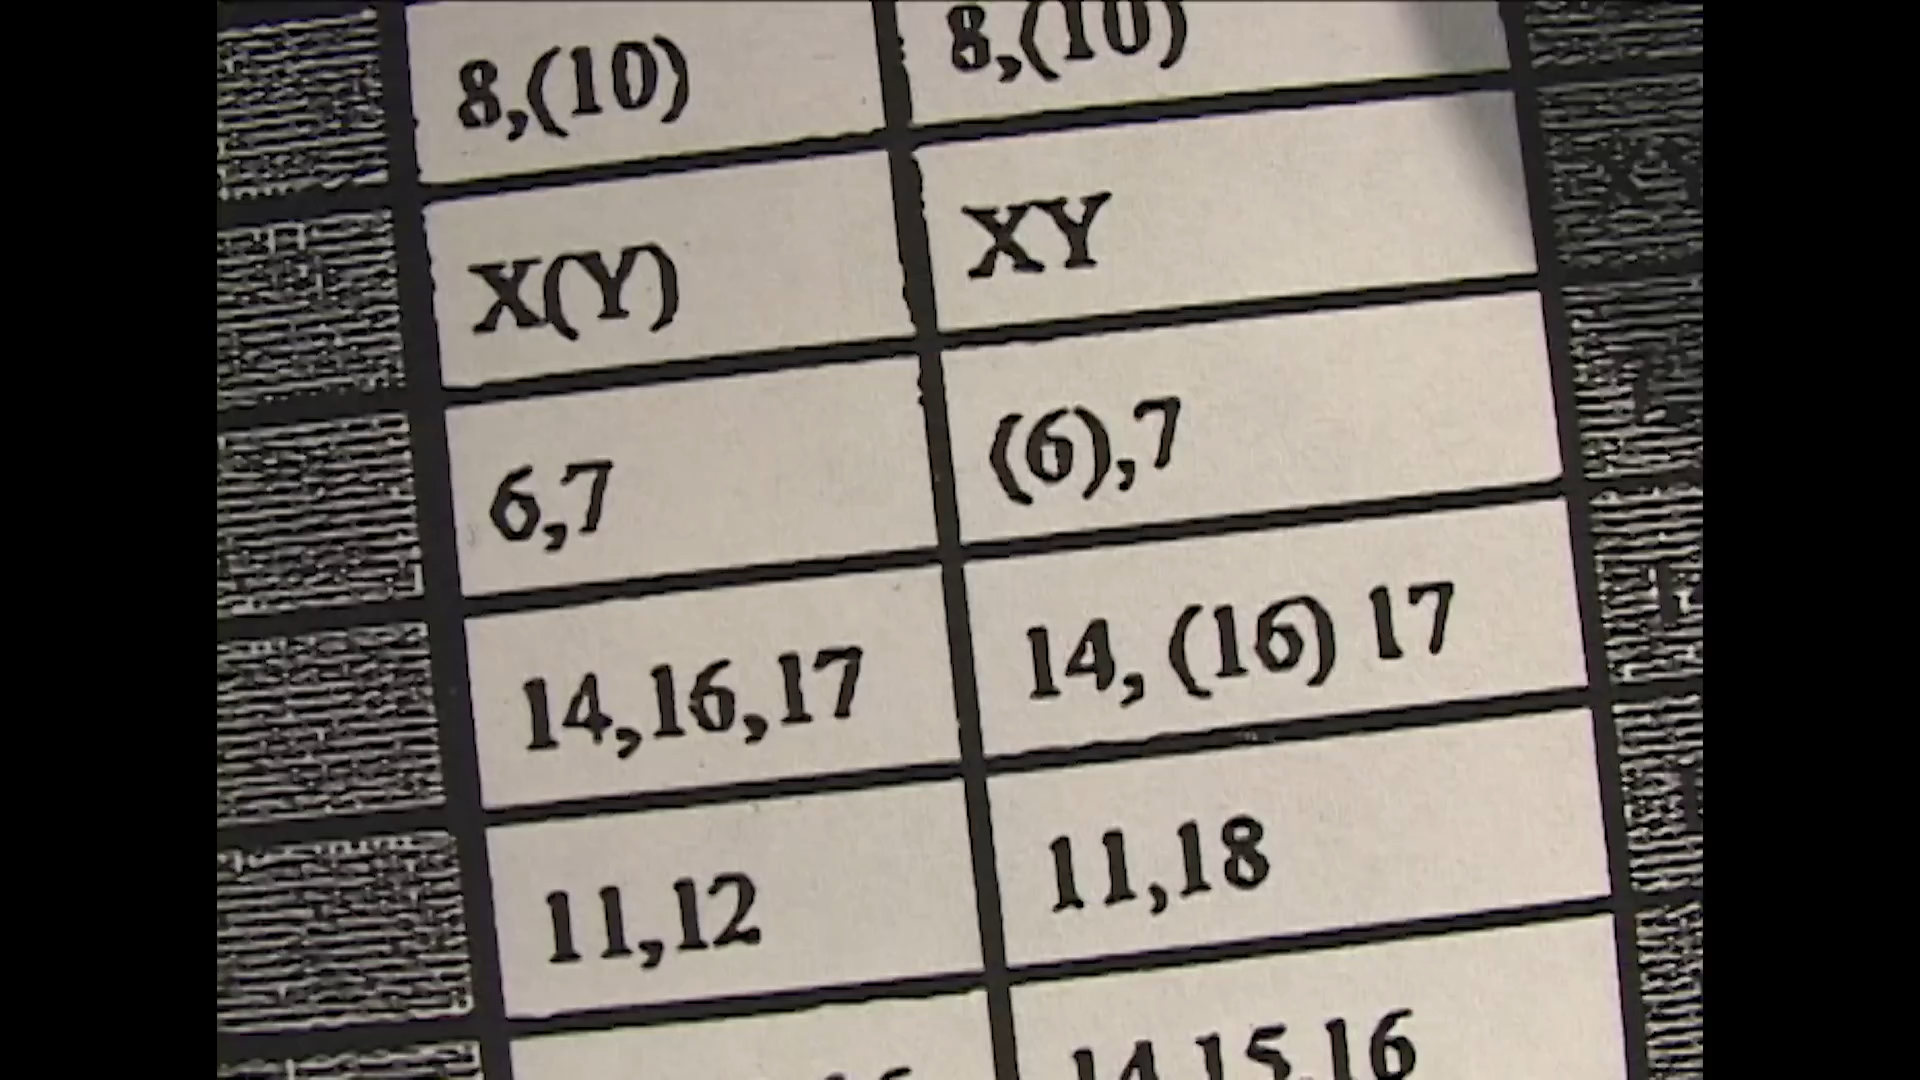 8,(10) 8,(10)
X(Y) XY
6,7 (6),7
14,16,17 14, (16) 17
11,12 11,18
14,15,16